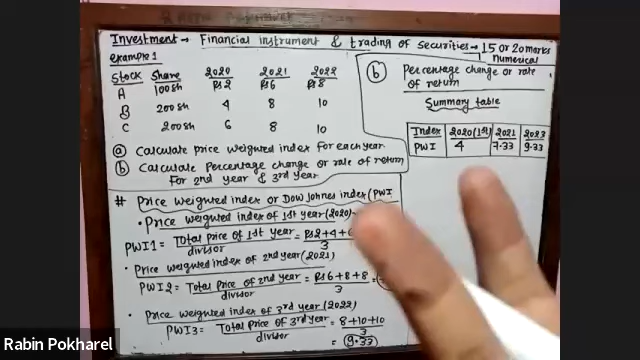 Investment → Financial instrument & trading of securities → 15 or 20 marks
Numerical
example 1
Stock Share 2020 2021 2022
A 100sh Rs2 Rs6 Rs8
B 200sh 4 8 10
C 200sh 6 8 10
(a) Calculate price weighted index for each year
(b) Calculate Percentage change or rate of return
for 2nd year & 3rd year
# Price weighted index or Dow Johnes index (PWI
• Price weighted index of 1st year (2020)
PWI1 = Total price of 1st year / divisor = Rs2+4+6 / 3
• Price weighted index of 2nd year (2021)
PWI2 = Total price of 2nd year / divisor = Rs6+8+8 / 3 =
• Price weighted index of 3rd year (2022)
PWI3 = Total price of 3rd year / divisor = 8+10+10 / 3
= 9.33
(b) Percentage change or rate
of return
Summary table
Index 2020(1st) 2021 2023
PWI 4 7.33 9.33
Rabin Pokharel